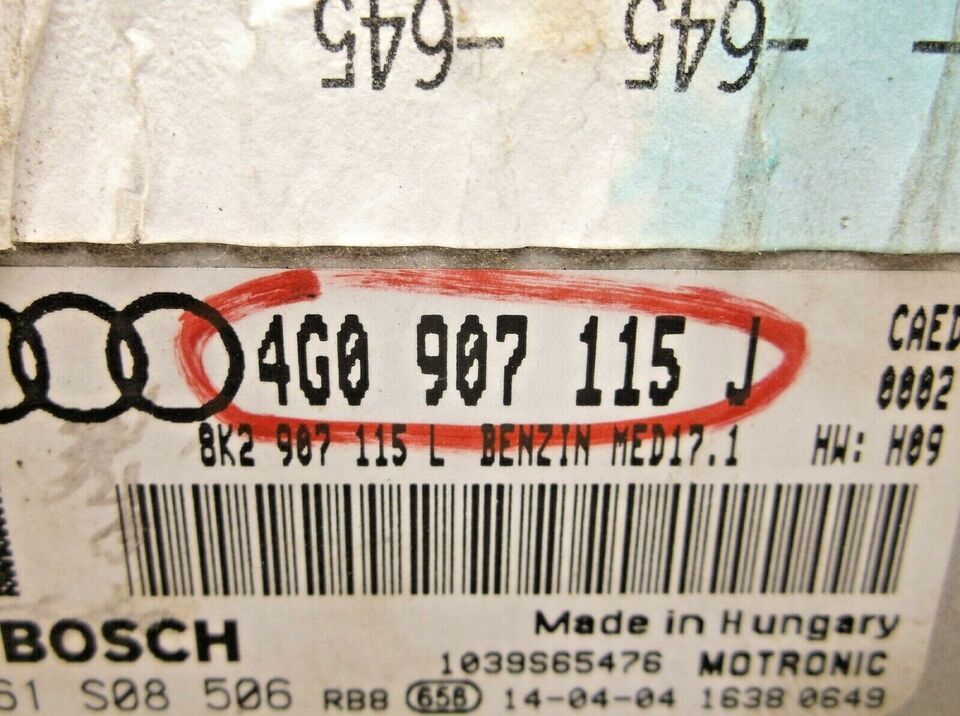 -645 -645 -
4G0 907 115 J CAED
8K2 907 115 L BENZIN MED17.1 0002
HW: H09
BOSCH Made in Hungary
1039S65476 MOTRONIC
61 S08 506 RB8 658 14-04-04 1638 0649